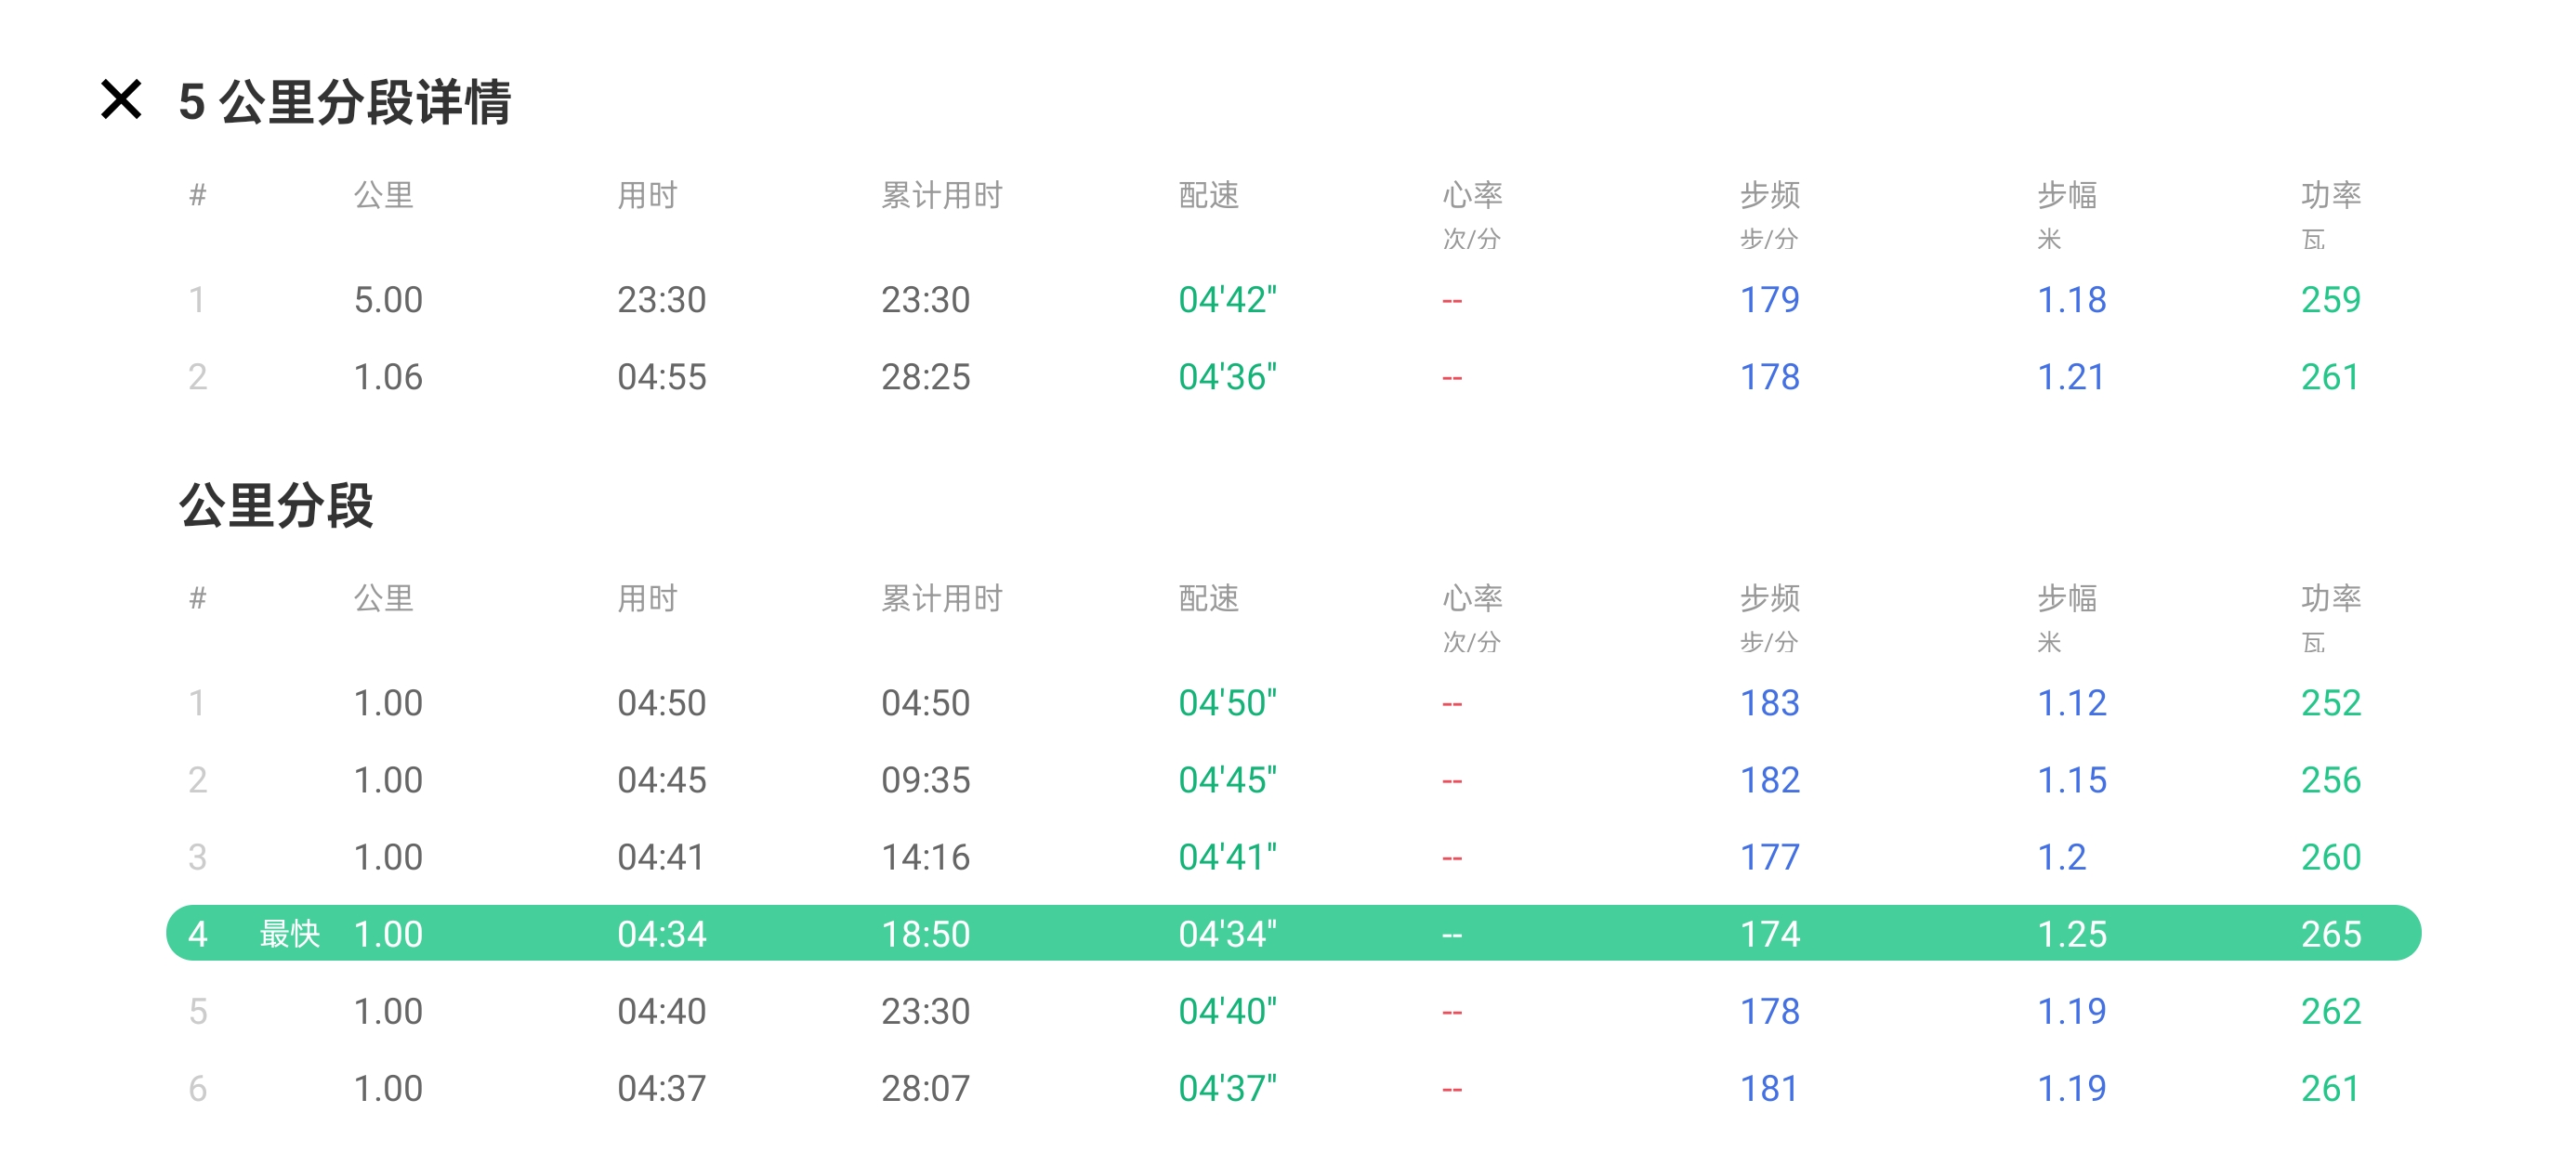 5 公里分段详情
# 公里 用时 累计用时 配速 心率 步频 步幅 功率
次/分 步/分 米 瓦
1 5.00 23:30 23:30 04'42" -- 179 1.18 259
2 1.06 04:55 28:25 04'36" -- 178 1.21 261
公里分段
# 公里 用时 累计用时 配速 心率 步频 步幅 功率
次/分 步/分 米 瓦
1 1.00 04:50 04:50 04'50" -- 183 1.12 252
2 1.00 04:45 09:35 04'45" -- 182 1.15 256
3 1.00 04:41 14:16 04'41" -- 177 1.2 260
4 最快 1.00 04:34 18:50 04'34" -- 174 1.25 265
5 1.00 04:40 23:30 04'40" -- 178 1.19 262
6 1.00 04:37 28:07 04'37" -- 181 1.19 261